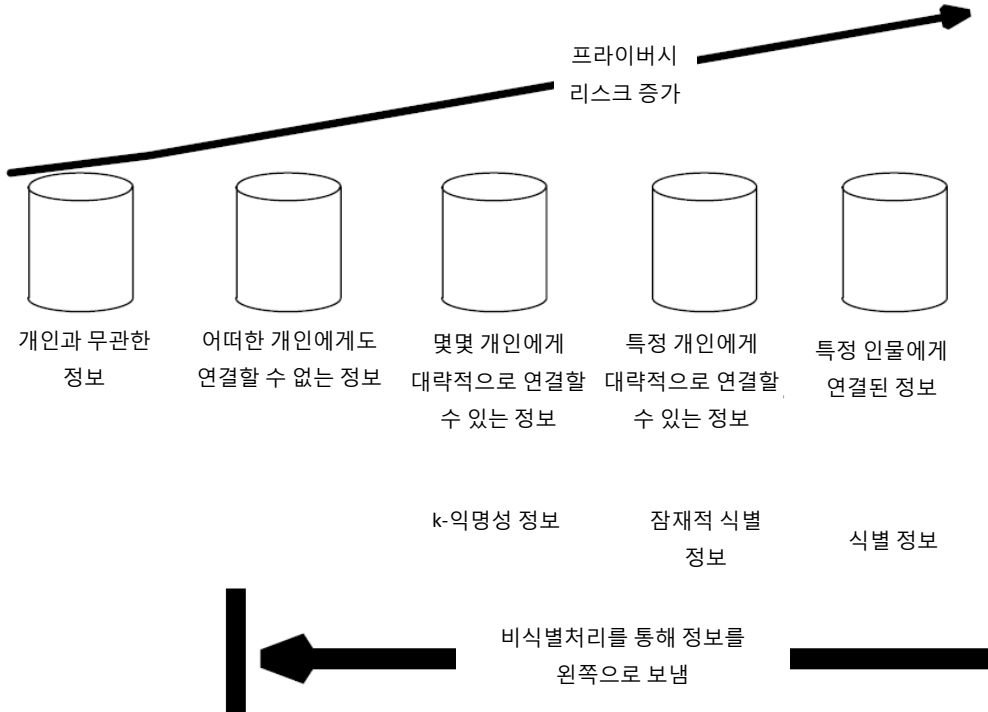 프라이버시
리스크 증가
개인과 무관한
정보
어떠한 개인에게도
연결할 수 없는 정보
몇몇 개인에게
대략적으로 연결할
수 있는 정보
특정 개인에게
대략적으로 연결할
수 있는 정보
특정 인물에게
연결된 정보
k-익명성 정보
잠재적 식별
정보
식별 정보
비식별처리를 통해 정보를
왼쪽으로 보냄